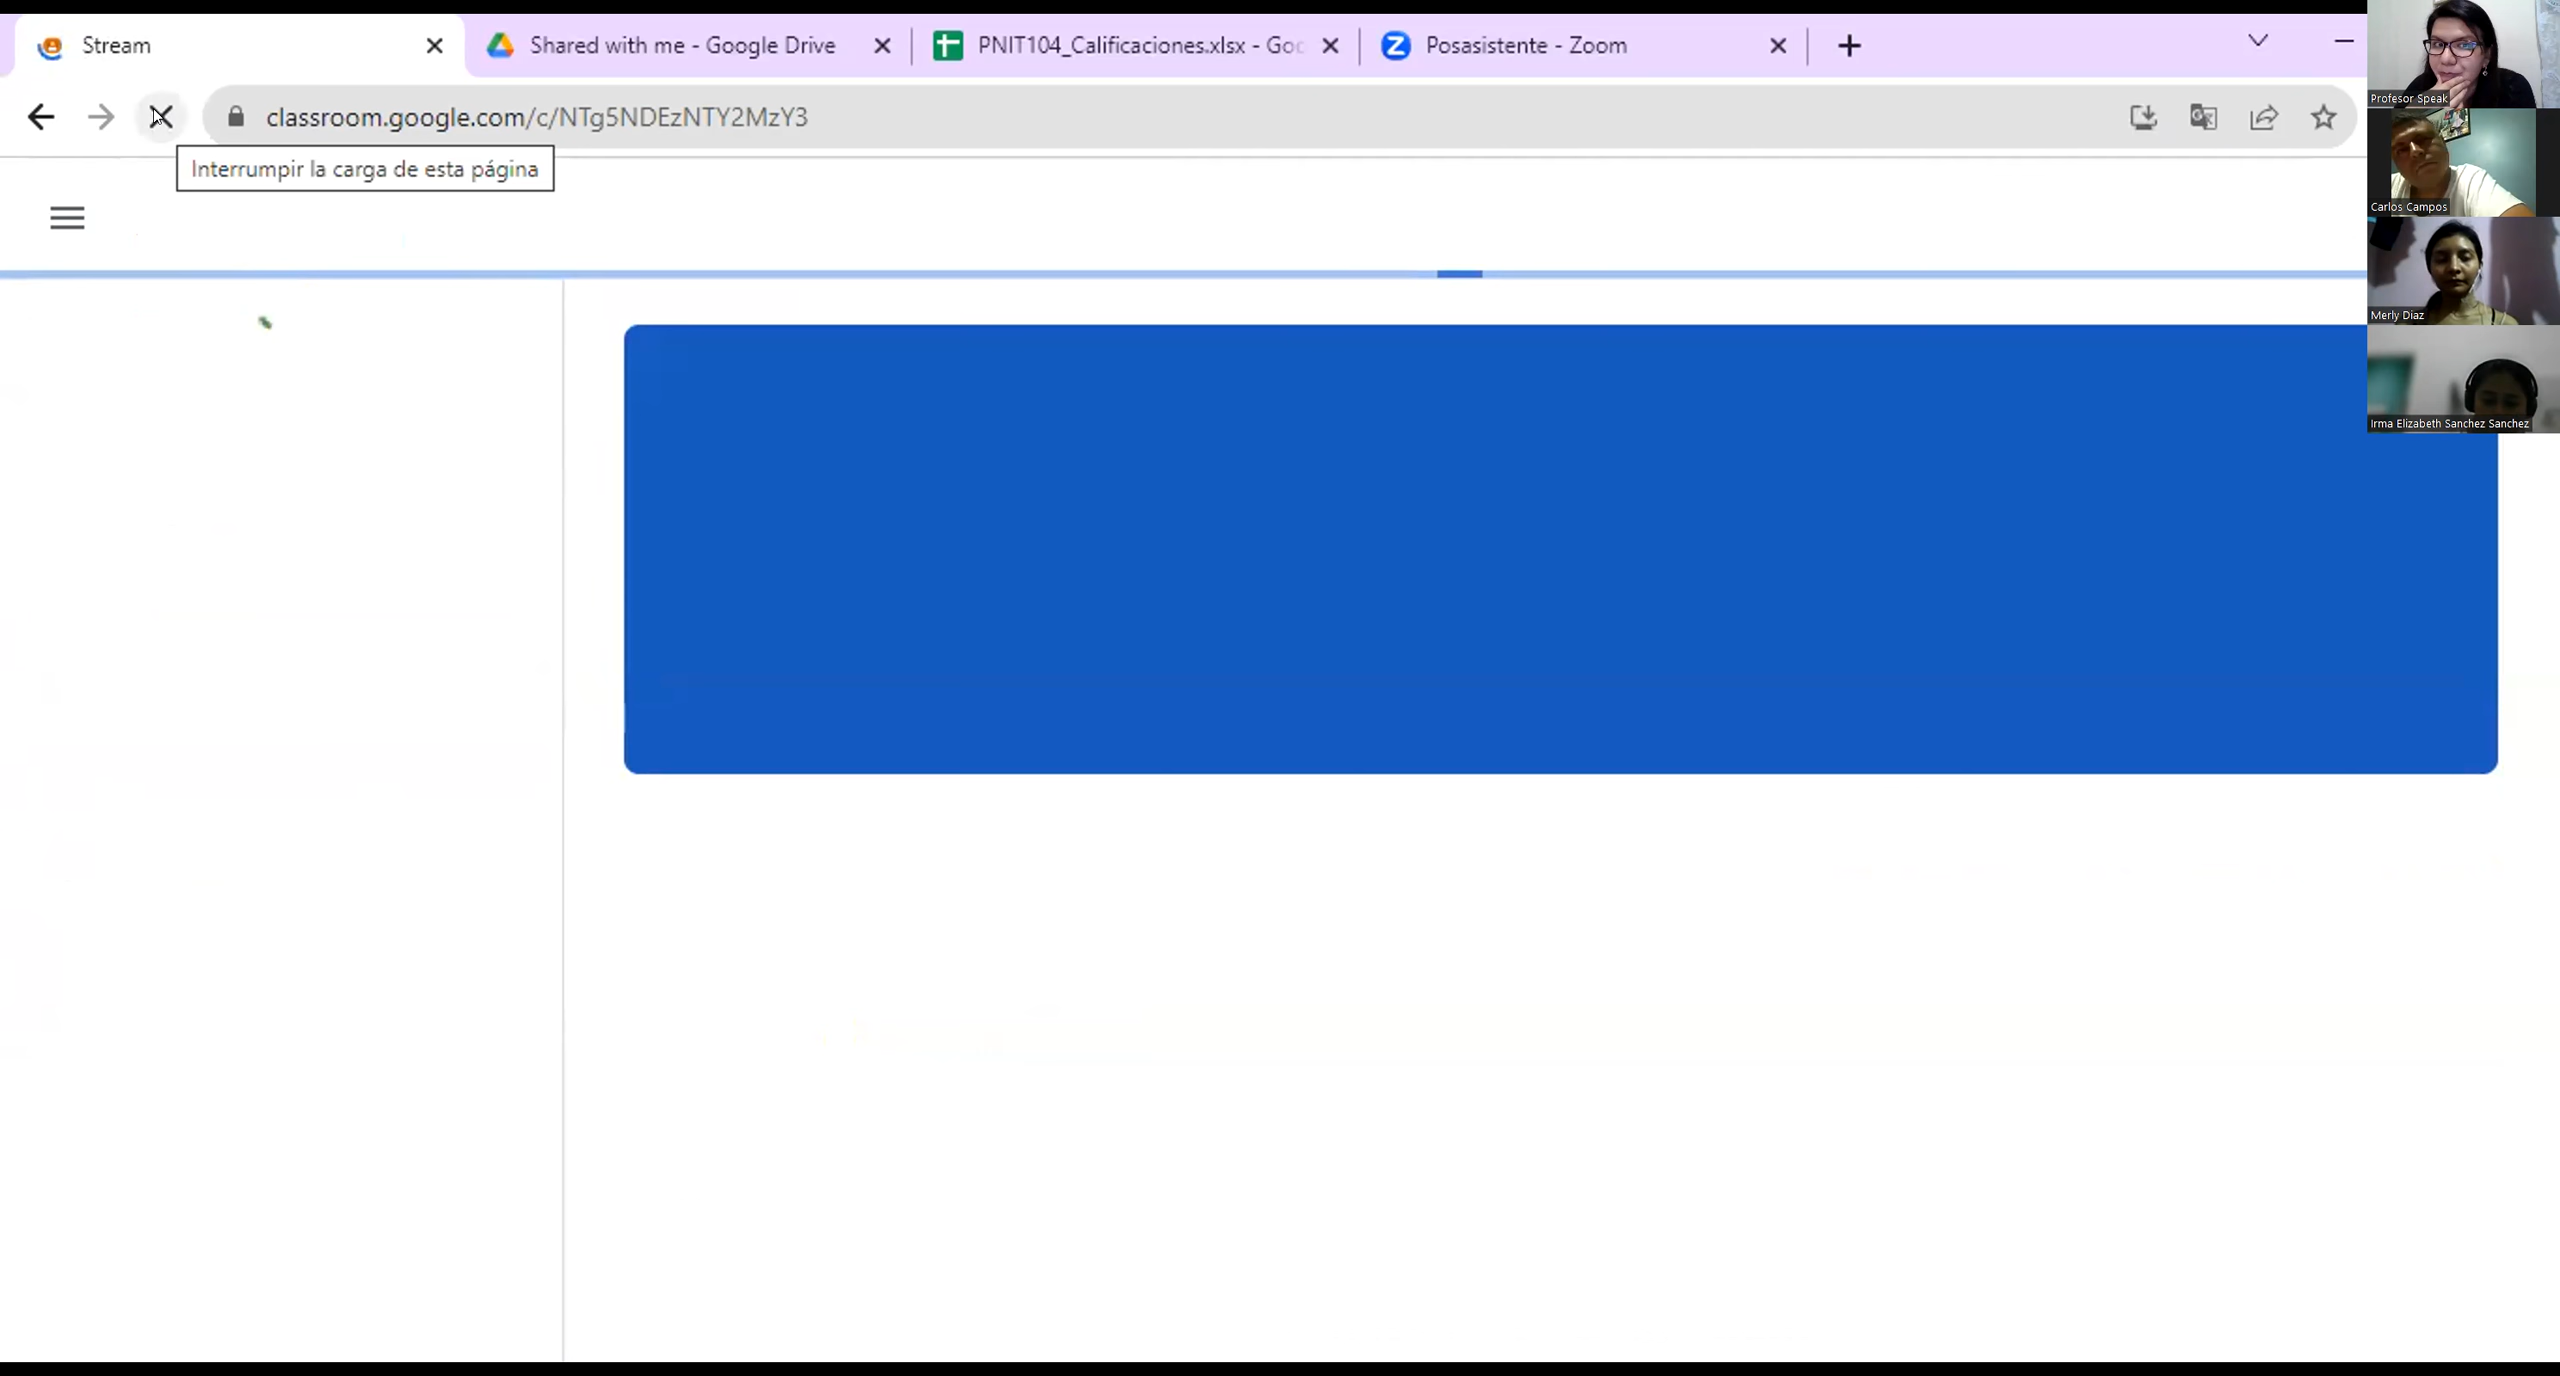 Stream
Shared with me - Google Drive
PNIT104_Calificaciones.xlsx - Goo
Posasistente - Zoom
classroom.google.com/c/NTg5NDEzNTY2MzY3
Interrumpir la carga de esta página
Profesor Speak
Carlos Campos
Merly Diaz
Irma Elizabeth Sanchez Sanchez